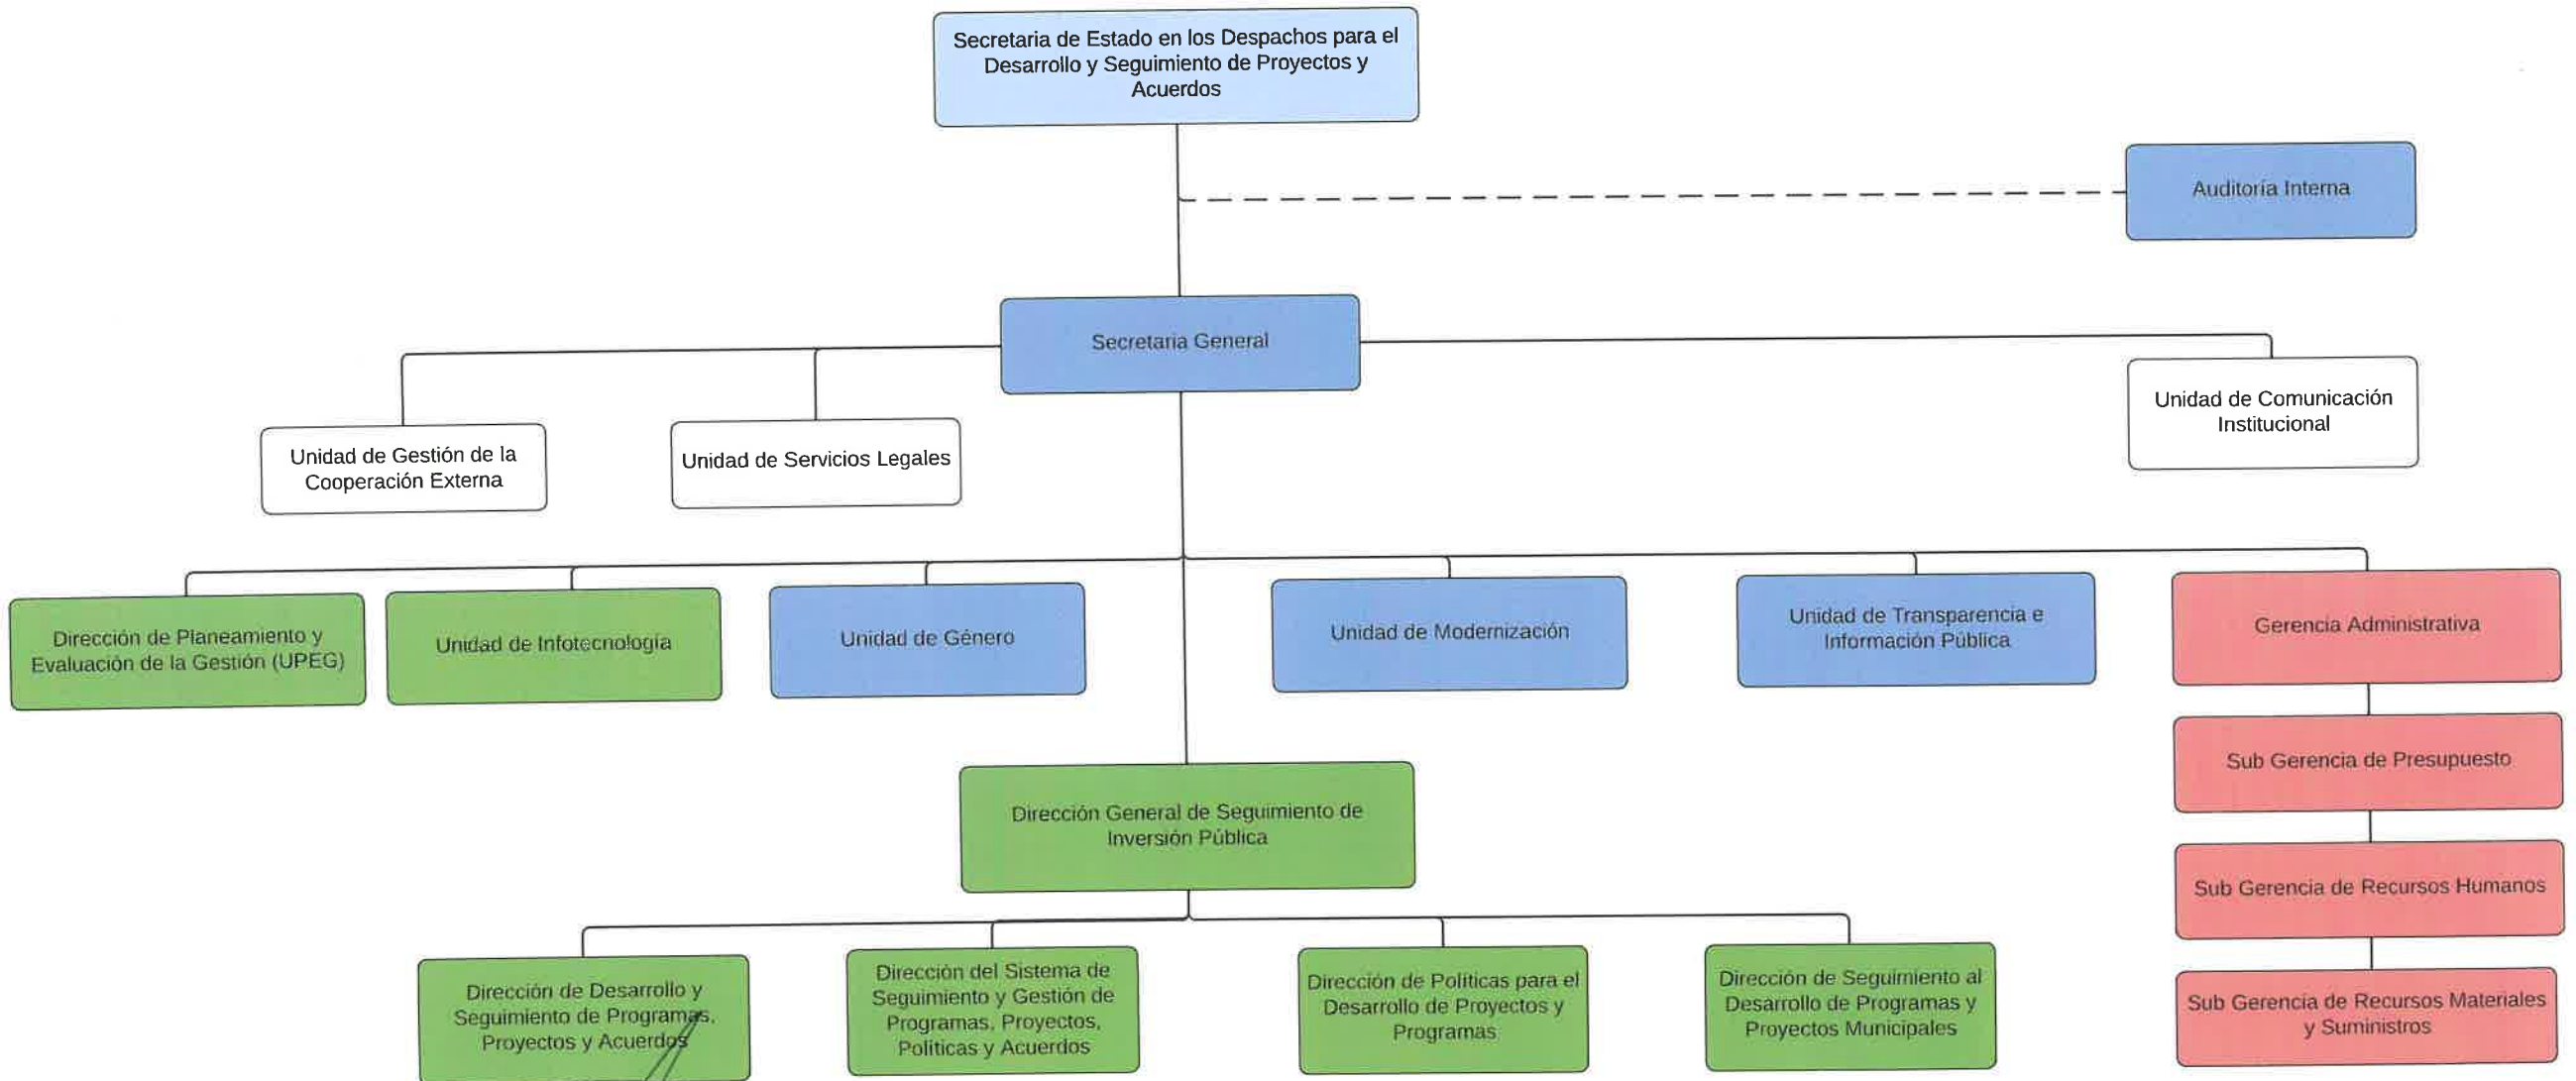 Secretaria de Estado en los Despachos para el
Desarrollo y Seguimiento de Proyectos y
Acuerdos
Auditoría Interna
Secretaria General
Unidad de Gestión de la
Cooperación Externa
Unidad de Servicios Legales
Unidad de Comunicación
Institucional
Dirección de Planeamiento y
Evaluación de la Gestión (UPEG)
Unidad de Infotecnología
Unidad de Género
Unidad de Modernización
Unidad de Transparencia e
Información Pública
Gerencia Administrativa
Sub Gerencia de Presupuesto
Sub Gerencia de Recursos Humanos
Sub Gerencia de Recursos Materiales
y Suministros
Dirección General de Seguimiento de
Inversión Pública
Dirección de Desarrollo y
Seguimiento de Programas,
Proyectos y Acuerdos
Dirección del Sistema de
Seguimiento y Gestión de
Programas, Proyectos,
Políticas y Acuerdos
Dirección de Políticas para el
Desarrollo de Proyectos y
Programas
Dirección de Seguimiento al
Desarrollo de Programas y
Proyectos Municipales